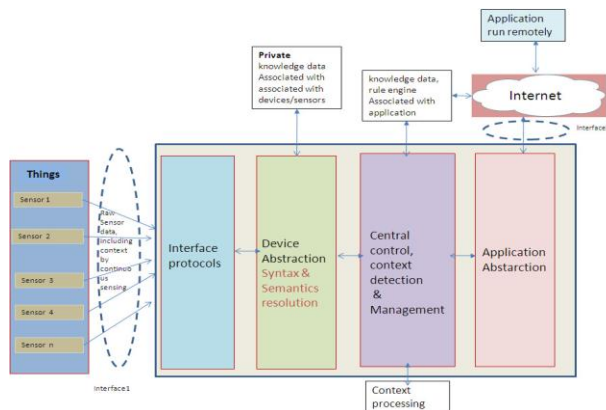 Application
run remotely
Private
knowledge data
Associated with
associated with
devices/sensors
knowledge data,
rule engine
Associated with
application
Internet
Interface
Things
Sensor 1
Sensor 2
Sensor 3
Sensor 4
Sensor n
Raw
Sensor
data,
including
context
by
continuo
us
sensing
Interface
protocols
Device
Abstraction
Syntax &
Semantics
resolution
Central
control,
context
detection
&
Management
Application
Abstarction
Interface1
Context
processing